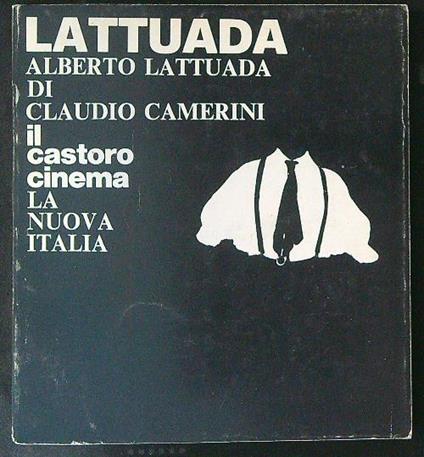 LATTUADA
ALBERTO LATTUADA
DI
CLAUDIO CAMERINI
il
castoro
cinema
LA
NUOVA
ITALIA